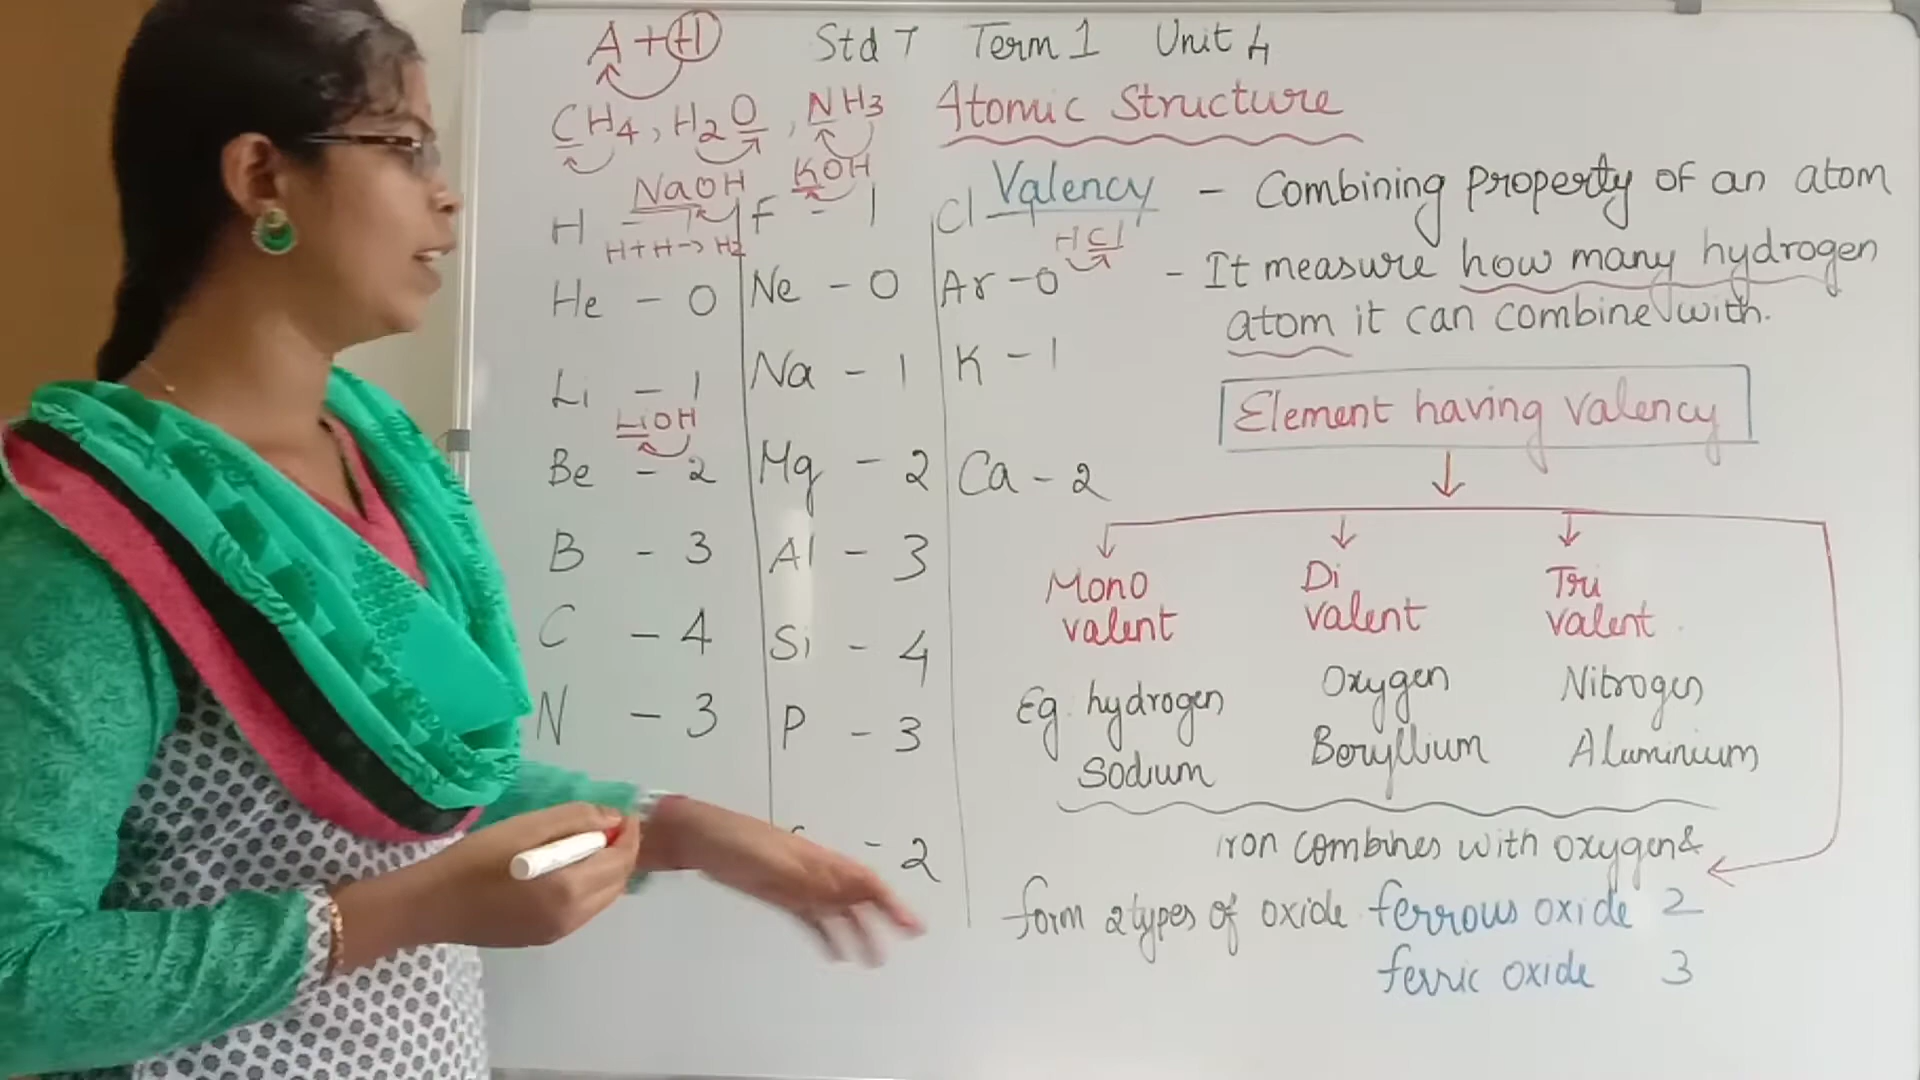 A + H
Std 7 Term 1 Unit 4
CH4, H2O, NH3
Atomic Structure
NaOH
KOH
Valency - Combining property of an atom
H
H+H→H2
F - 1
Cl
HCl
- It measure how many hydrogen
atom it can combine with.
He - 0
Ne - 0
Ar - 0
Li - 1
Na - 1
K - 1
LiOH
Be - 2
Mg - 2
Ca - 2
B - 3
Al - 3
C - 4
Si - 4
N - 3
P - 3
- 2
Element having valency
Mono
valent
Di
valent
Tri
valent
Eg. hydrogen
Sodium
Oxygen
Beryllium
Nitrogen
Aluminium
iron combines with oxygen &
form 2 types of oxide ferrous oxide 2
ferric oxide 3